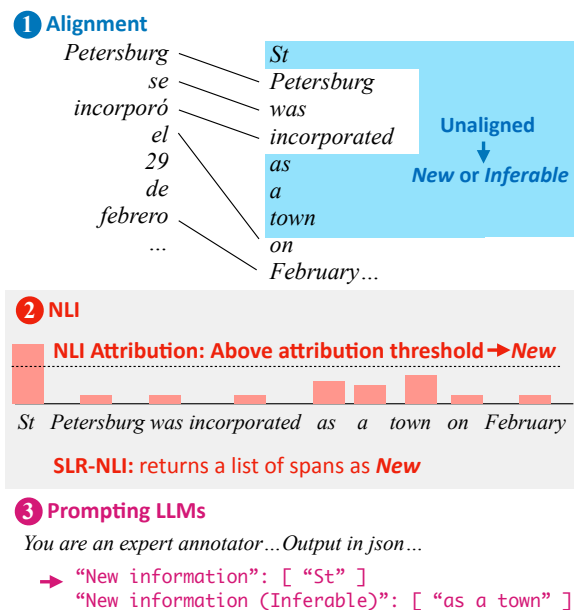 1 Alignment
Petersburg St
se Petersburg
incorporó was
el incorporated
29 as
de a
febrero town
... on
February...
Unaligned
New or Inferable
2 NLI
NLI Attribution: Above attribution threshold → New
St Petersburg was incorporated as a town on February
SLR-NLI: returns a list of spans as New
3 Prompting LLMs
You are an expert annotator...Output in json...
→ “New information”: [ “St” ]
“New information (Inferable)”: [ “as a town” ]